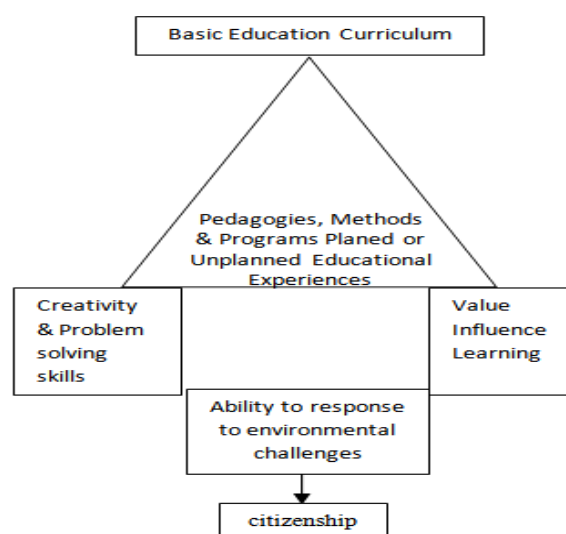 Basic Education Curriculum
Pedagogies, Methods
& Programs Planed or
Unplanned Educational
Experiences
Creativity
& Problem
solving
skills
Value
Influence
Learning
Ability to response
to environmental
challenges
citizenship